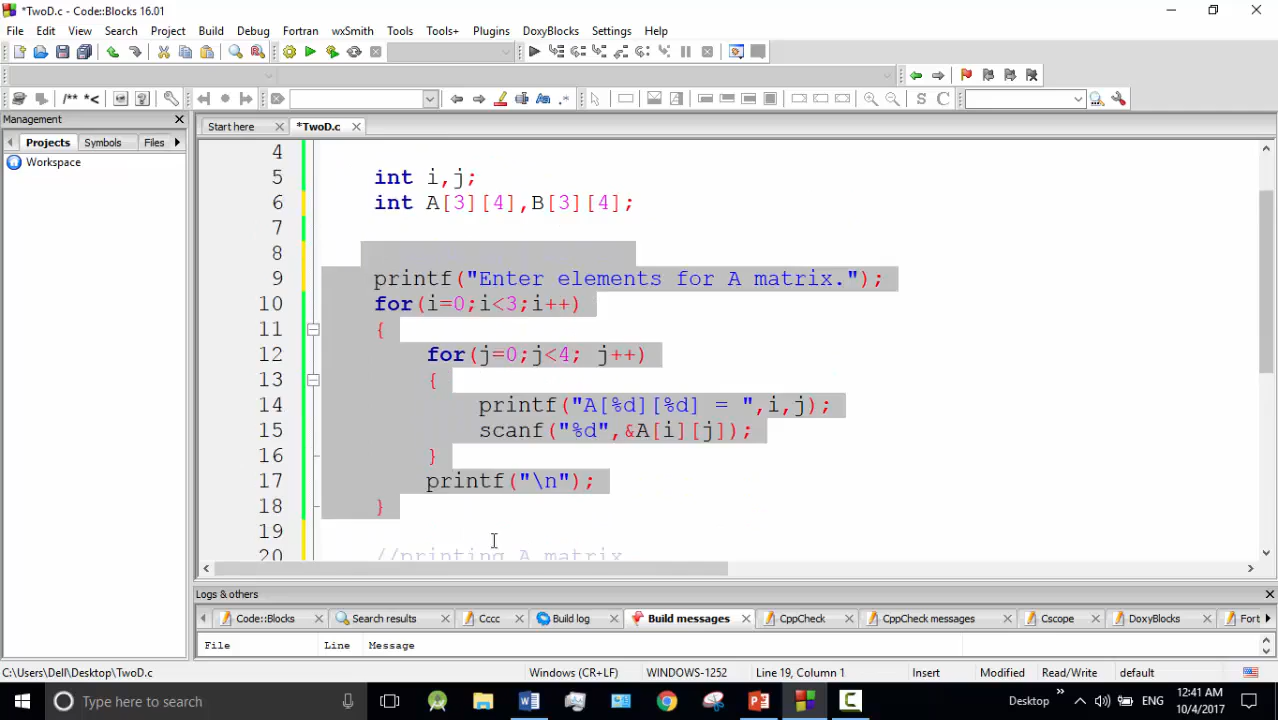 *TwoD.c - Code::Blocks 16.01
File Edit View Search Project Build Debug Fortran wxSmith Tools Tools+ Plugins DoxyBlocks Settings Help
/** *<
S C
Management
Start here
*TwoD.c
Projects Symbols Files
Workspace
4
5 int i,j;
6 int A[3][4],B[3][4];
7
8
9 printf("Enter elements for A matrix.");
10 for(i=0;i<3;i++)
11 {
12 for(j=0;j<4; j++)
13 {
14 printf("A[%d][%d] = ",i,j);
15 scanf("%d",&A[i][j]);
16 }
17 printf("\n");
18 }
19
20 //printing A matrix
Logs & others
Code::Blocks Search results Cccc Build log Build messages CppCheck CppCheck messages Cscope DoxyBlocks Fort
File Line Message
C:\Users\Dell\Desktop\TwoD.c Windows (CR+LF) WINDOWS-1252 Line 19, Column 1 Insert Modified Read/Write default
Type here to search
Desktop
ENG
12:41 AM
10/4/2017